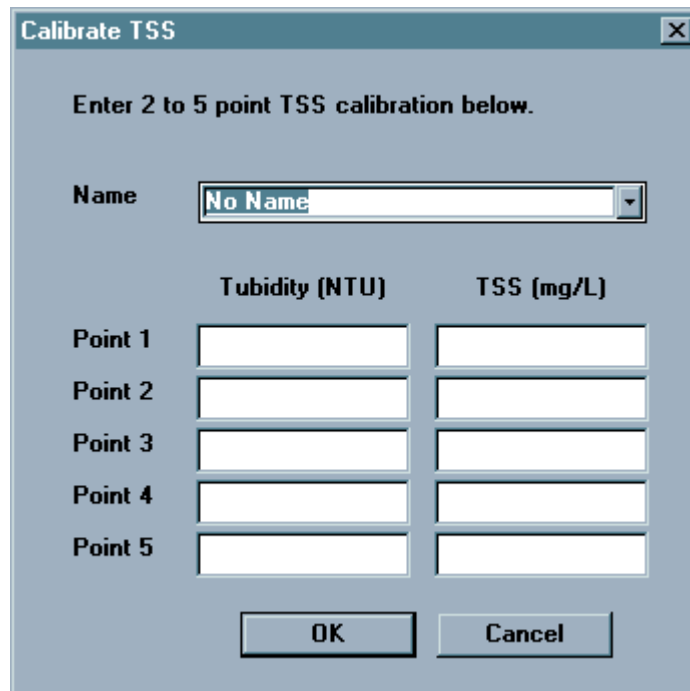 Calibrate TSS
Enter 2 to 5 point TSS calibration below.
Name No Name
Tubidity (NTU) TSS (mg/L)
Point 1
Point 2
Point 3
Point 4
Point 5
OK Cancel